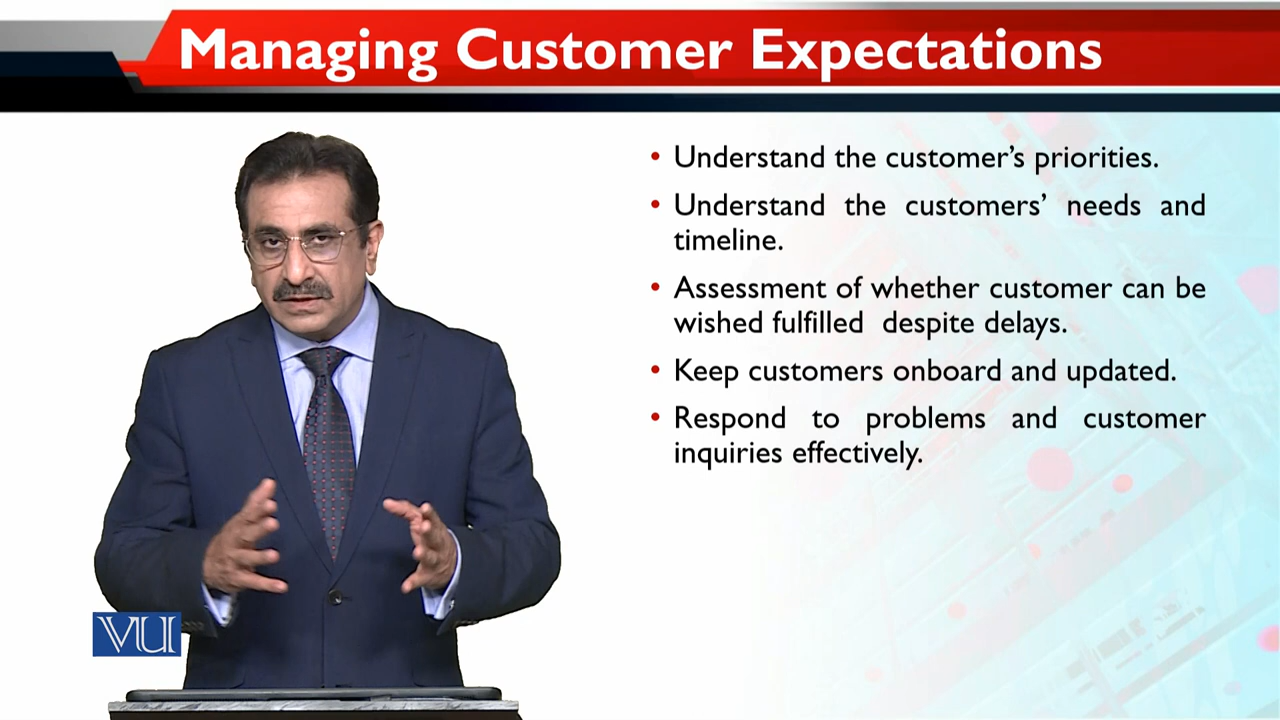 Managing Customer Expectations
• Understand the customer’s priorities.
• Understand the customers’ needs and
timeline.
• Assessment of whether customer can be
wished fulfilled despite delays.
• Keep customers onboard and updated.
• Respond to problems and customer
inquiries effectively.
VU